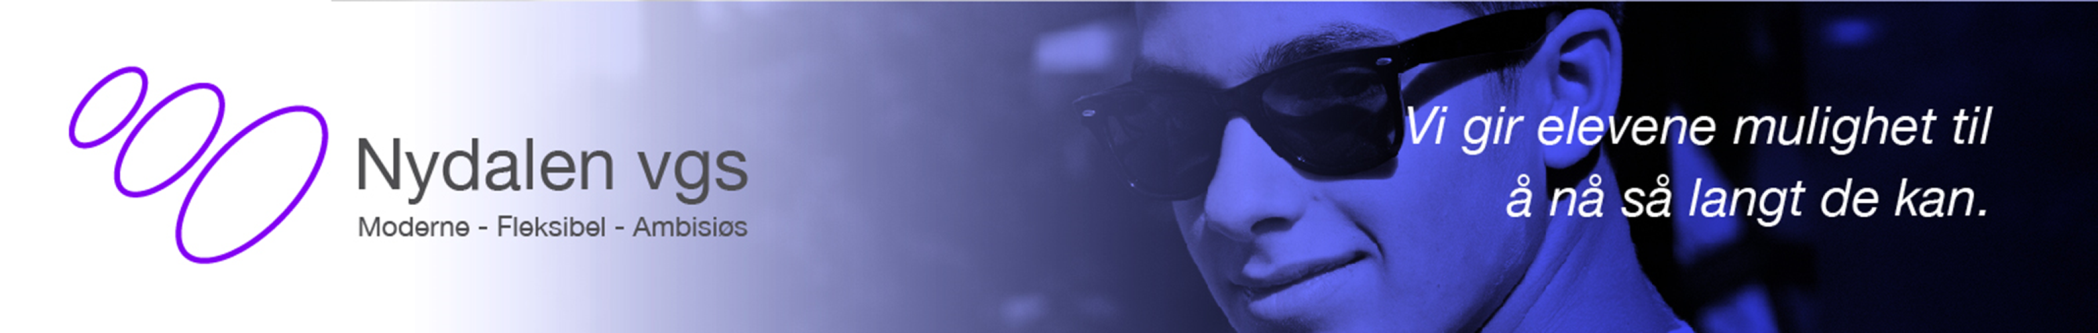 Nydalen vgs
Moderne - Fleksibel - Ambisiøs
Vi gir elevene mulighet til
å nå så langt de kan.